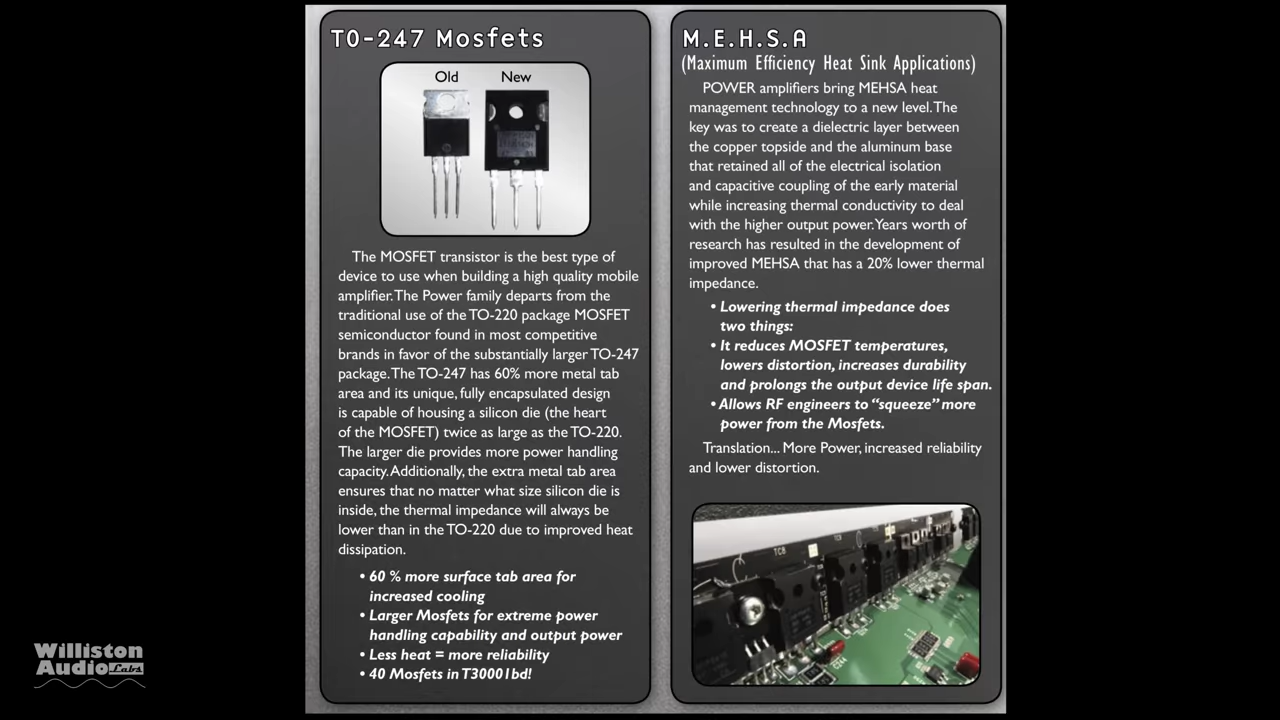 TO-247 Mosfets
Old New
The MOSFET transistor is the best type of
device to use when building a high quality mobile
amplifier. The Power family departs from the
traditional use of the TO-220 package MOSFET
semiconductor found in most competitive
brands in favor of the substantially larger TO-247
package. The TO-247 has 60% more metal tab
area and its unique, fully encapsulated design
is capable of housing a silicon die (the heart
of the MOSFET) twice as large as the TO-220.
The larger die provides more power handling
capacity. Additionally, the extra metal tab area
ensures that no matter what size silicon die is
inside, the thermal impedance will always be
lower than in the TO-220 due to improved heat
dissipation.
• 60 % more surface tab area for
increased cooling
• Larger Mosfets for extreme power
handling capability and output power
• Less heat = more reliability
• 40 Mosfets in T30001bd!
M.E.H.S.A
(Maximum Efficiency Heat Sink Applications)
POWER amplifiers bring MEHSA heat
management technology to a new level. The
key was to create a dielectric layer between
the copper topside and the aluminum base
that retained all of the electrical isolation
and capacitive coupling of the early material
while increasing thermal conductivity to deal
with the higher output power. Years worth of
research has resulted in the development of
improved MEHSA that has a 20% lower thermal
impedance.
• Lowering thermal impedance does
two things:
• It reduces MOSFET temperatures,
lowers distortion, increases durability
and prolongs the output device life span.
• Allows RF engineers to “squeeze” more
power from the Mosfets.
Translation... More Power, increased reliability
and lower distortion.
TC8
Williston
Audio Labs